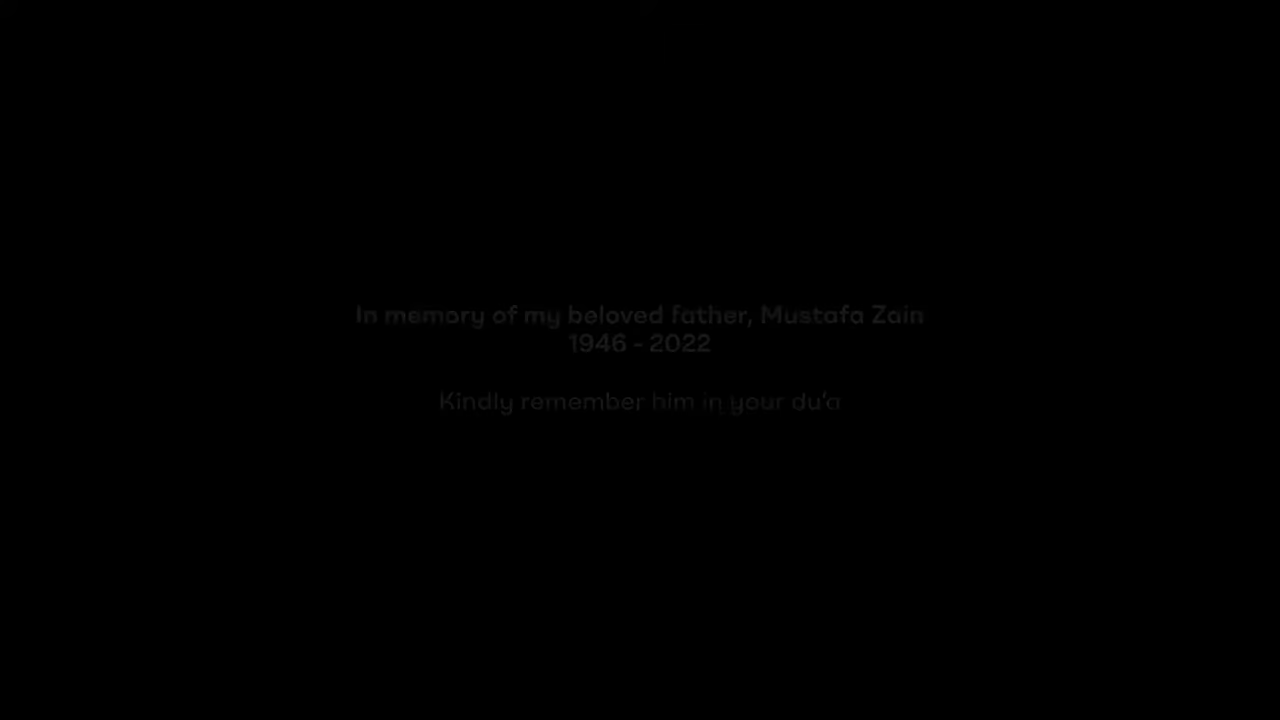 In memory of my beloved father, Mustafa Zain
1946 - 2022
Kindly remember him in your du'a